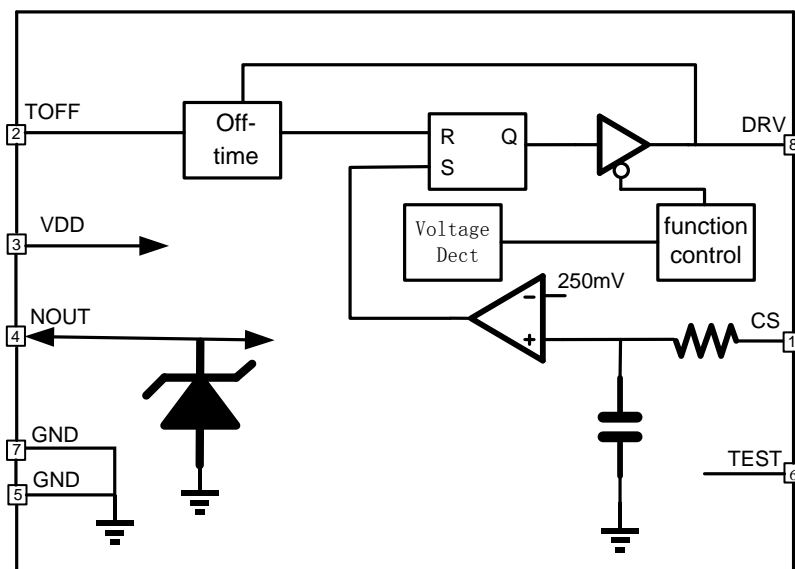 TOFF
2
Off-
time
R
Q
S
DRV
8
VDD
3
Voltage
Dect
function
control
250mV
-
+
NOUT
4
CS
1
GND
7
GND
5
TEST
6